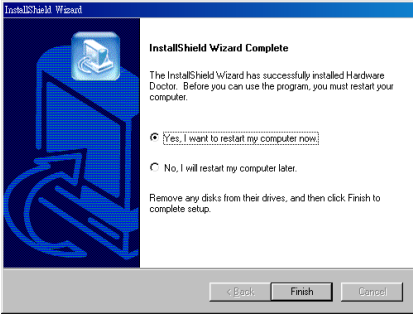 InstallShield Wizard
InstallShield Wizard Complete
The InstallShield Wizard has successfully installed Hardware
Doctor. Before you can use the program, you must restart your
computer.
Yes, I want to restart my computer now.
No, I will restart my computer later.
Remove any disks from their drives, and then click Finish to
complete setup.
< Back
Finish
Cancel